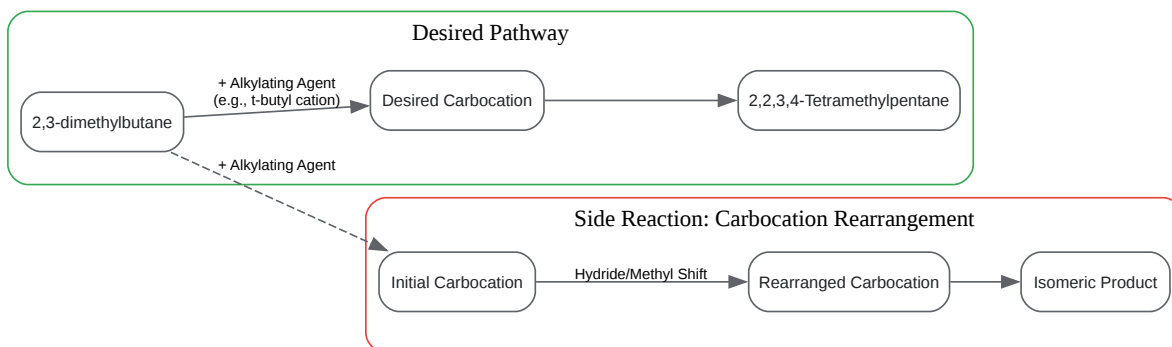 Desired Pathway
+ Alkylating Agent
(e.g., t-butyl cation)
2,3-dimethylbutane
Desired Carbocation
2,2,3,4-Tetramethylpentane
+ Alkylating Agent
Side Reaction: Carbocation Rearrangement
Initial Carbocation
Hydride/Methyl Shift
Rearranged Carbocation
Isomeric Product